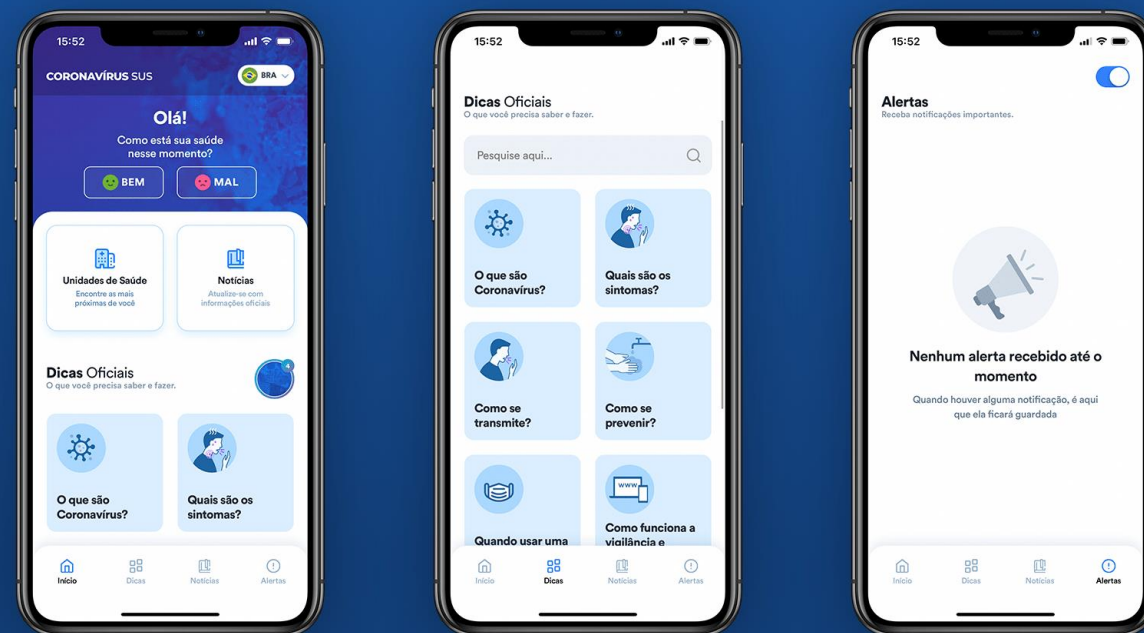 15:52
CORONAVÍRUS SUS
BRA
Olá!
Como está sua saúde
nesse momento?
BEM
MAL
Unidades de Saúde
Encontre as mais
próximas de você
Notícias
Atualize-se com
informações oficiais
Dicas Oficiais
O que você precisa saber e fazer.
4
O que são
Coronavírus?
Quais são os
sintomas?
Início
Dicas
Notícias
Alertas
15:52
Dicas Oficiais
O que você precisa saber e fazer.
Pesquise aqui...
O que são
Coronavírus?
Quais são os
sintomas?
Como se
transmite?
Como se
prevenir?
Quando usar uma
WWW.
Como funciona a
vigilância e
Início
Dicas
Notícias
Alertas
15:52
Alertas
Receba notificações importantes.
Nenhum alerta recebido até o
momento
Quando houver alguma notificação, é aqui
que ela ficará guardada
Início
Dicas
Notícias
Alertas